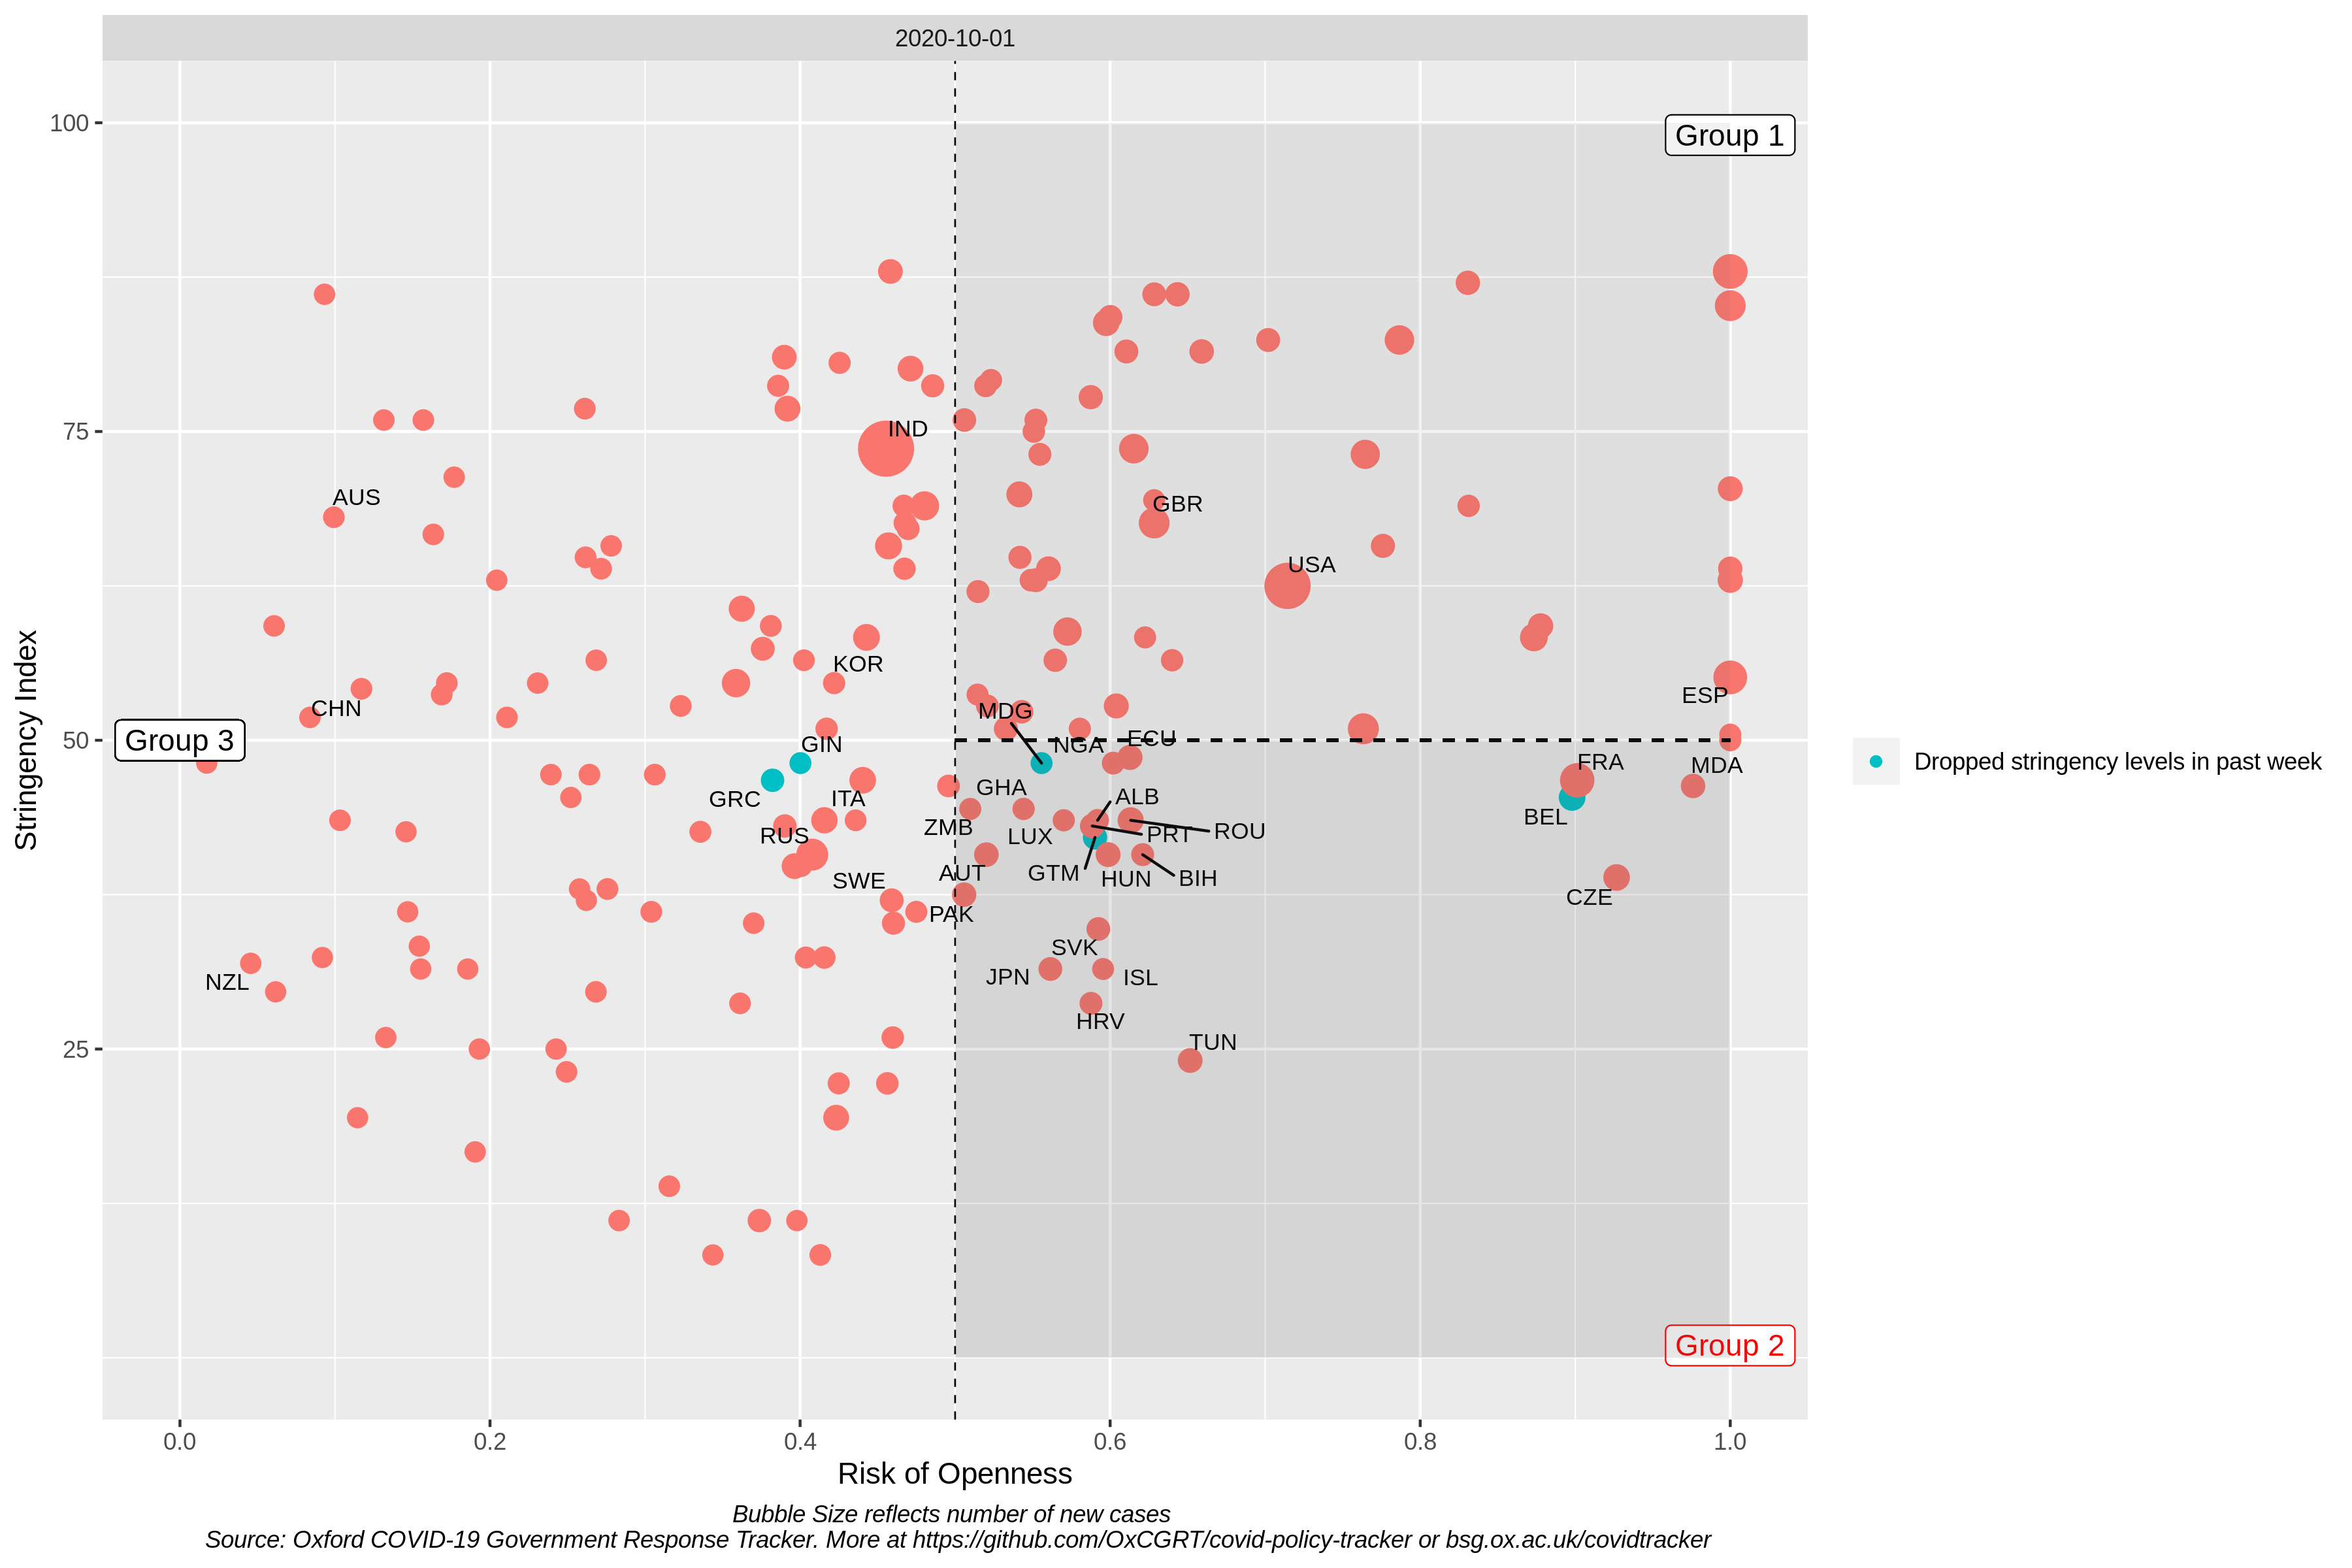 2020-10-01
100
Group 1
IND
75
AUS
GBR
USA
KOR
ESP
CHN
MDG
Group 3
50
GIN
NGA
ECU
FRA
MDA
Dropped stringency levels in past week
GRC
ITA
GHA
ALB
BEL
RUS
ZMB
LUX
PRT
ROU
SWE
AUT
GTM
HUN
BIH
CZE
PAK
SVK
NZL
JPN
ISL
HRV
TUN
25
Group 2
Stringency Index
0.0
0.2
0.4
0.6
0.8
1.0
Risk of Openness
Bubble Size reflects number of new cases
Source: Oxford COVID-19 Government Response Tracker. More at https://github.com/OxCGRT/covid-policy-tracker or bsg.ox.ac.uk/covidtracker